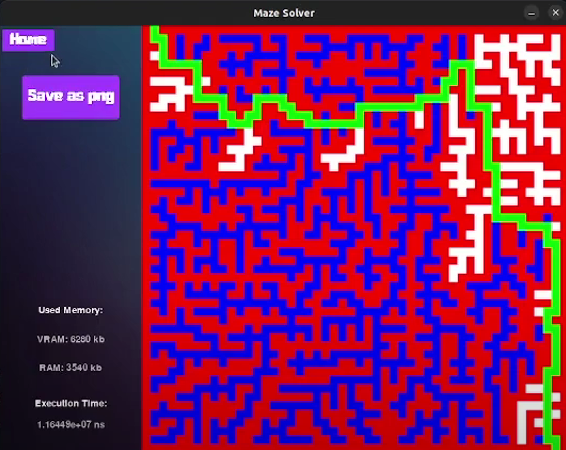 Maze Solver
Home
Save as png
Used Memory:
VRAM: 6280 kb
RAM: 3540 kb
Execution Time:
1.16449e+07 ns